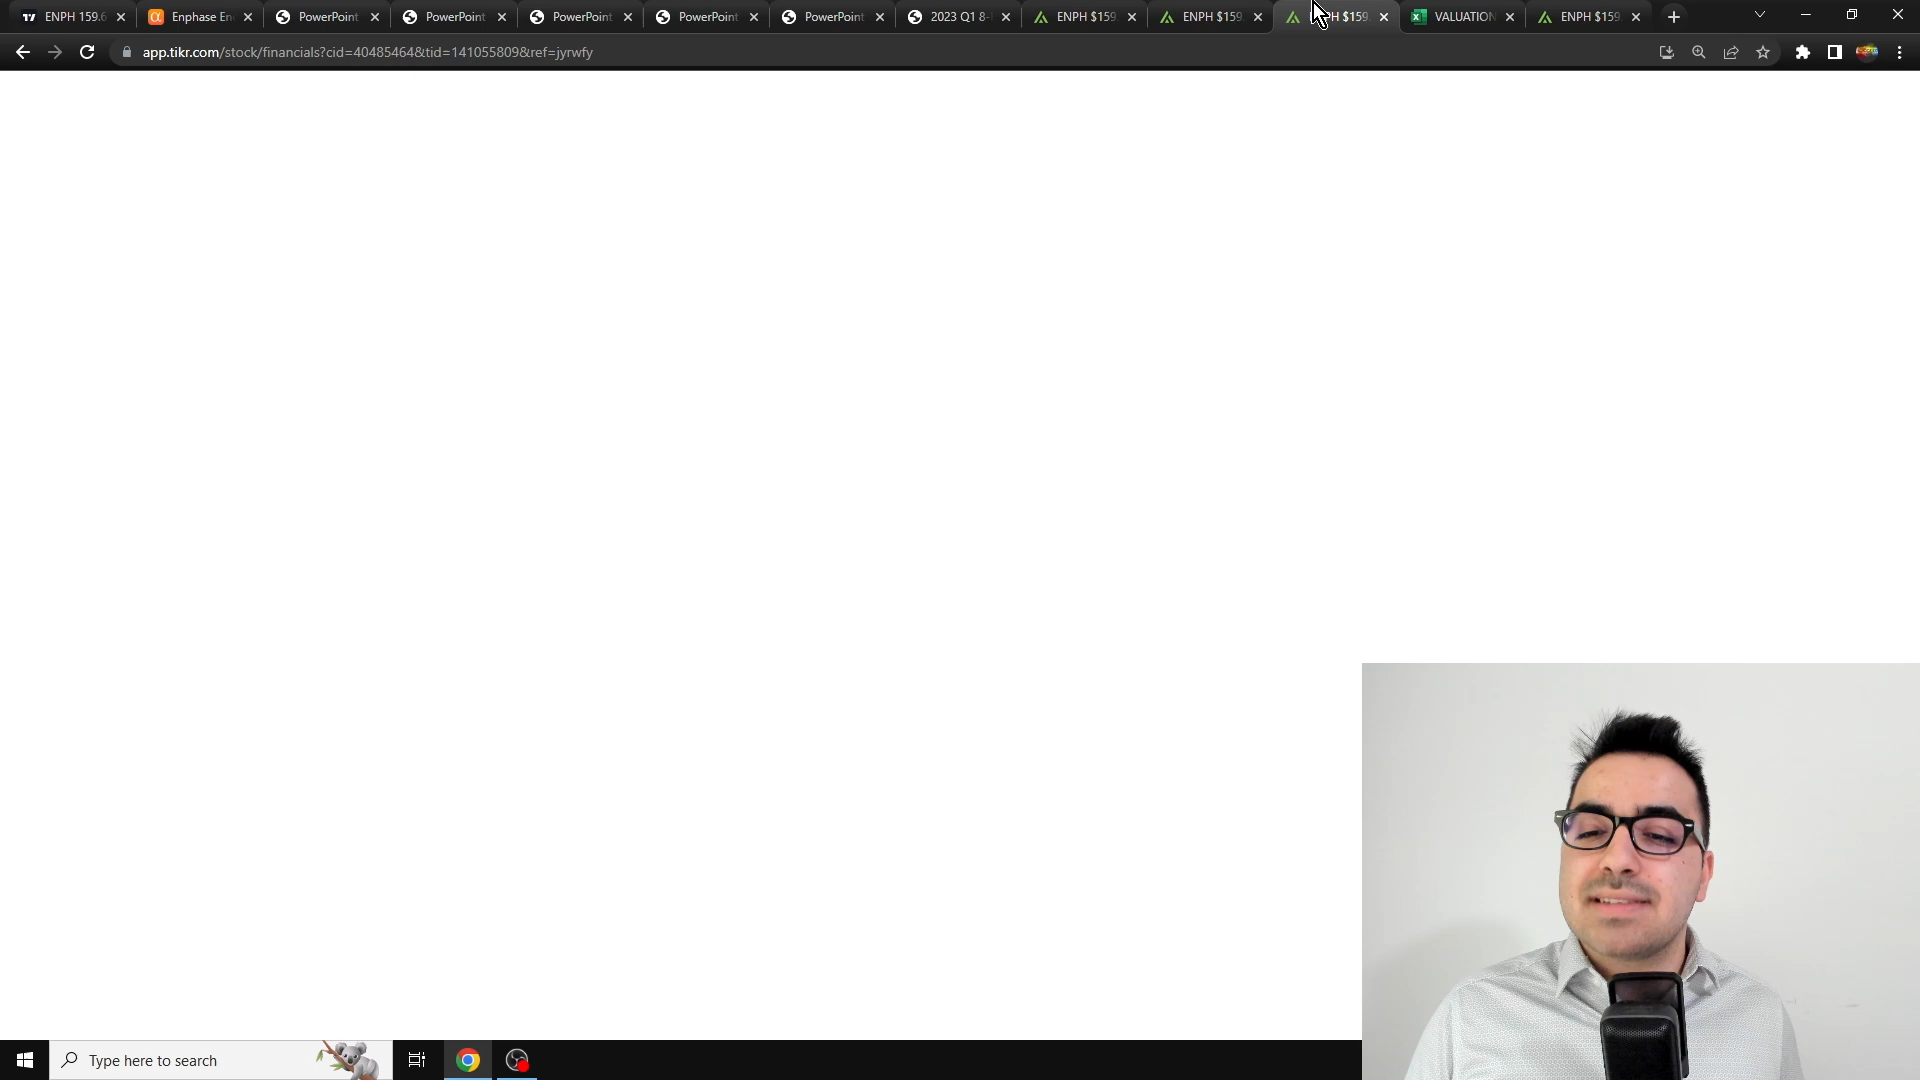 ENPH 159.6
Enphase En
PowerPoint
PowerPoint
PowerPoint
PowerPoint
PowerPoint
2023 Q1 8-
ENPH $159
ENPH $159
PH $159
VALUATION
ENPH $159
app.tikr.com/stock/financials?cid=40485464&tid=141055809&ref=jyrwfy
Type here to search